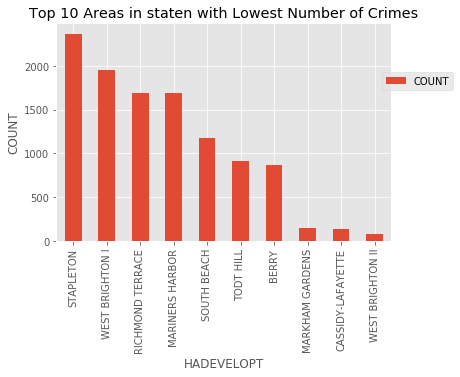 Top 10 Areas in staten with Lowest Number of Crimes
COUNT
2000
1500
1000
500
0
COUNT
STAPLETON
WEST BRIGHTON I
RICHMOND TERRACE
MARINERS HARBOR
SOUTH BEACH
TODT HILL
BERRY
MARKHAM GARDENS
CASSIDY-LAFAYETTE
WEST BRIGHTON II
HADEVELOPT